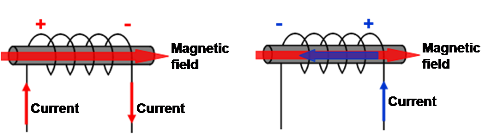 + -
Magnetic
field
Current
Current
- +
Magnetic
field
Current